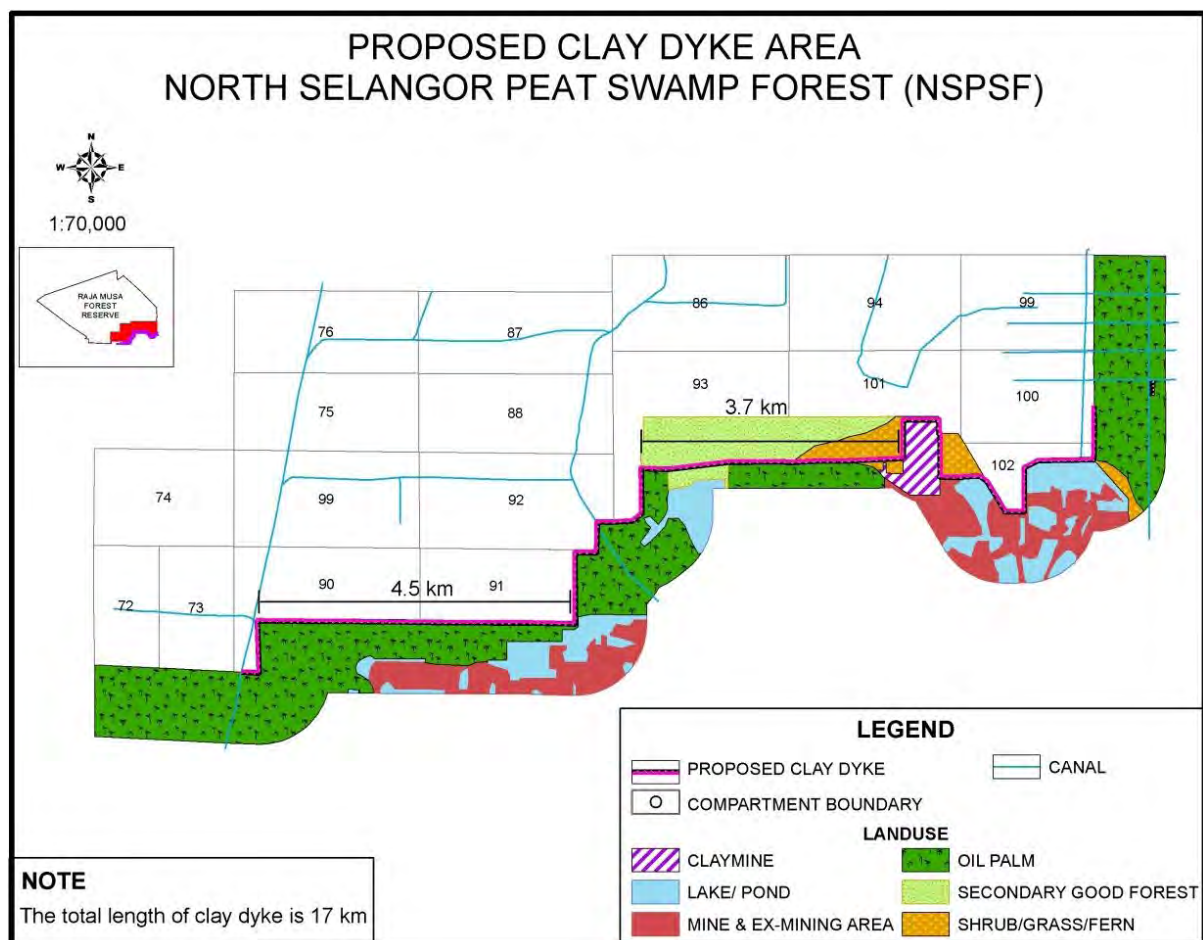 PROPOSED CLAY DYKE AREA
NORTH SELANGOR PEAT SWAMP FOREST (NSPSF)
N
W E
S
1:70,000
RAJA MUSA
FOREST
RESERVE
86 94 99
76 87
93 101 100
75 88
3.7 km
102
74 99 92
90 91
4.5 km
72 73
LEGEND
PROPOSED CLAY DYKE CANAL
COMPARTMENT BOUNDARY
LANDUSE
CLAYMINE OIL PALM
LAKE/ POND SECONDARY GOOD FOREST
MINE & EX-MINING AREA SHRUB/GRASS/FERN
NOTE
The total length of clay dyke is 17 km